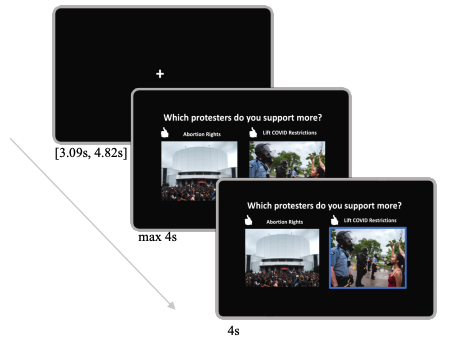 +
[3.09s, 4.82s]
Which protesters do you support more?
Abortion Rights
Lift COVID Restrictions
max 4s
Which protesters do you support more?
Abortion Rights
Lift COVID Restrictions
4s